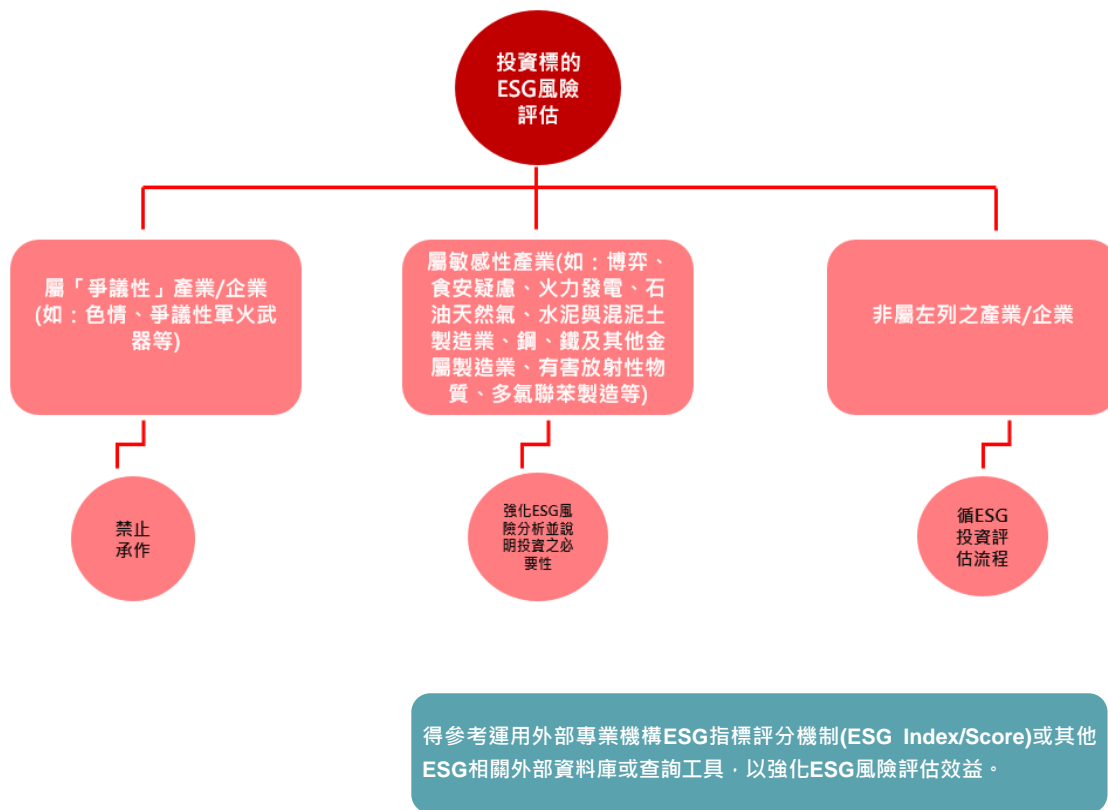 投資標的
ESG風險
評估
屬「爭議性」產業/企業
(如：色情、爭議性軍火武
器等)
屬敏感性產業(如：博弈、
食安疑慮、火力發電、石
油天然氣、水泥與混泥土
製造業、鋼、鐵及其他金
屬製造業、有害放射性物
質、多氯聯苯製造等)
非屬左列之產業/企業
禁止
承作
強化ESG風
險分析並說
明投資之必
要性
循ESG
投資評
估流程
得參考運用外部專業機構ESG指標評分機制(ESG Index/Score)或其他
ESG相關外部資料庫或查詢工具，以強化ESG風險評估效益。